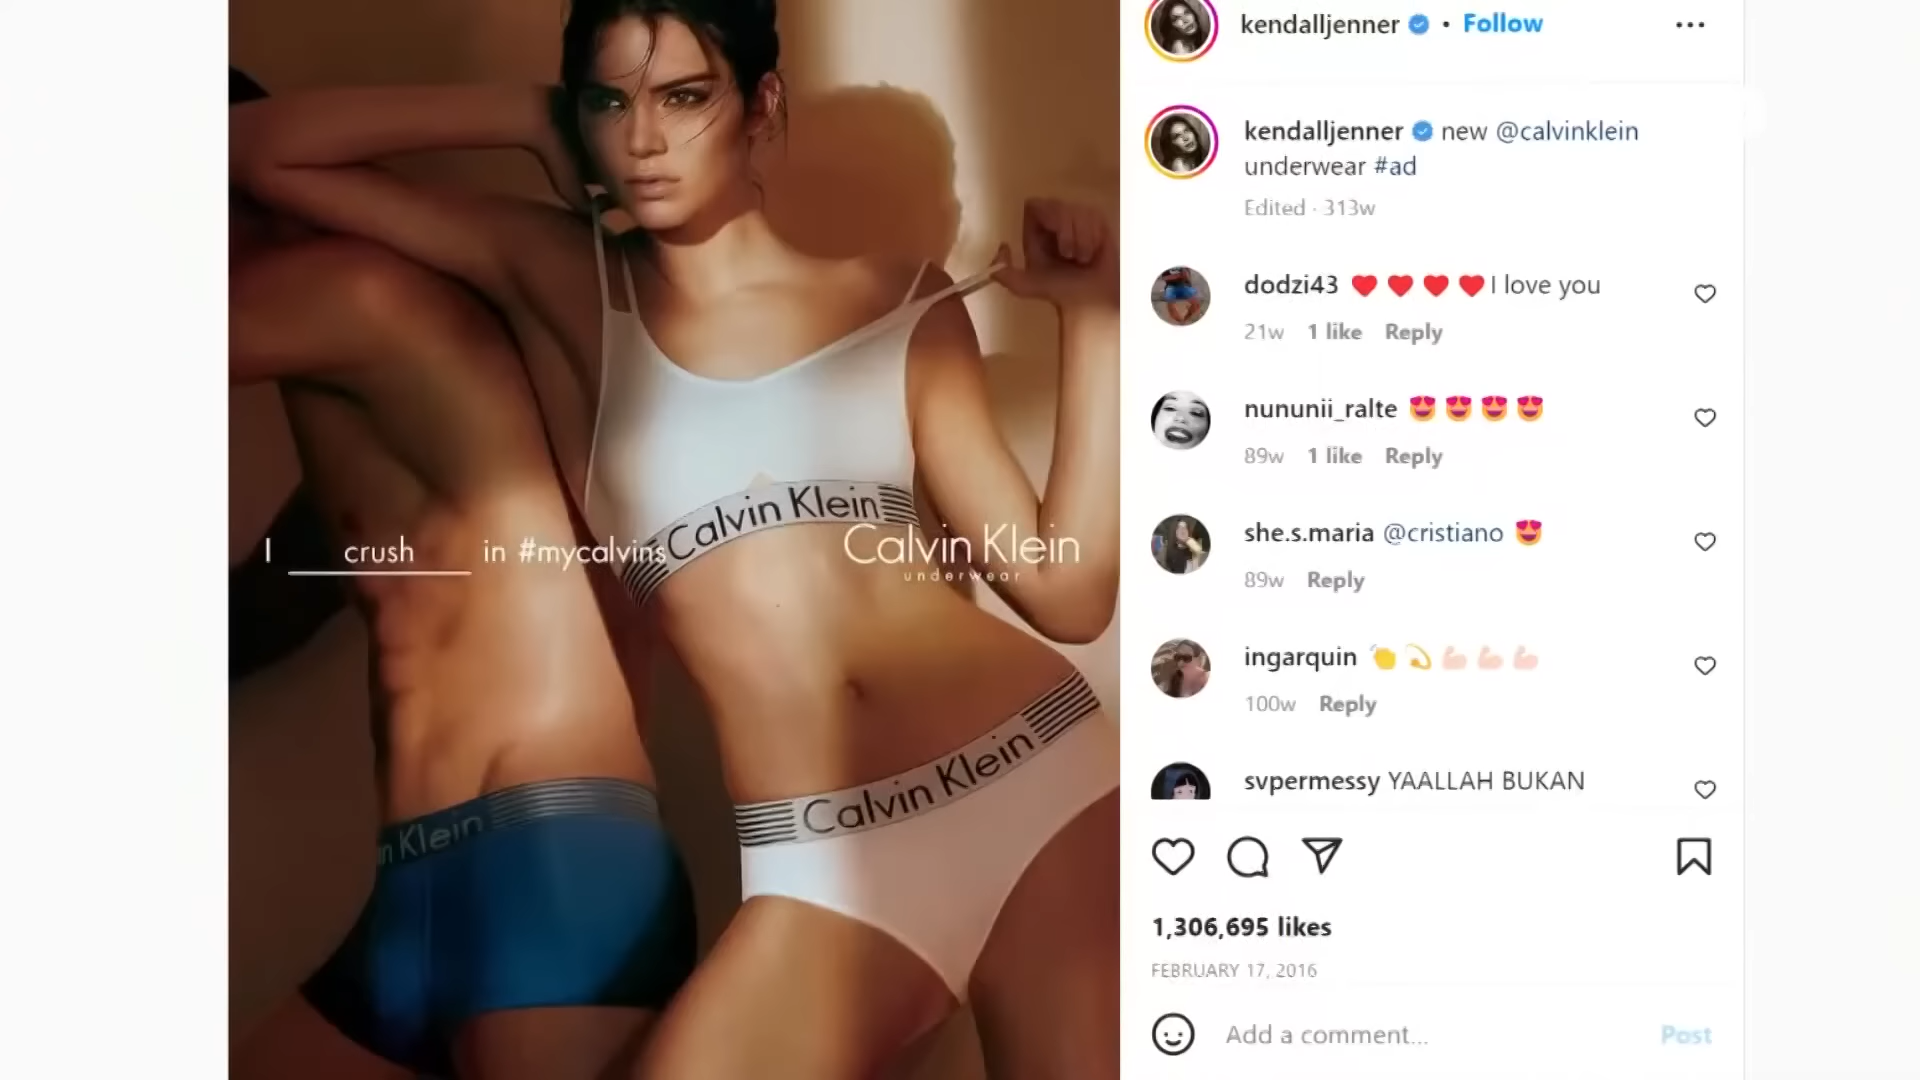 kendalljenner • Follow
kendalljenner new @calvinklein
underwear #ad
Edited · 313w
dodzi43 ❤️ ❤️ ❤️ ❤️ I love you
21w 1 like Reply
nununii_ralte 😍 😍 😍 😍
89w 1 like Reply
she.s.maria @cristiano 😍
89w Reply
ingarquin 👏 💫 💪🏻 💪🏻 💪🏻
100w Reply
svpermessy YAALLAH BUKAN
1,306,695 likes
FEBRUARY 17, 2016
Add a comment... Post
Calvin Klein
I crush in #mycalvins
Calvin Klein
underwear
Calvin Klein
n Klein